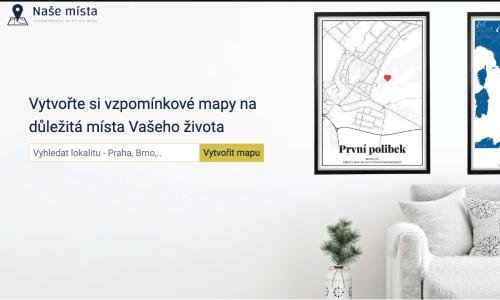 Naše místa
VZPOMÍNKOVÉ MAPY NA MÍRU
Vytvořte si vzpomínkové mapy na
důležitá místa Vašeho života
Vyhledat lokalitu - Praha, Brno,..
Vytvořit mapu
První polibek